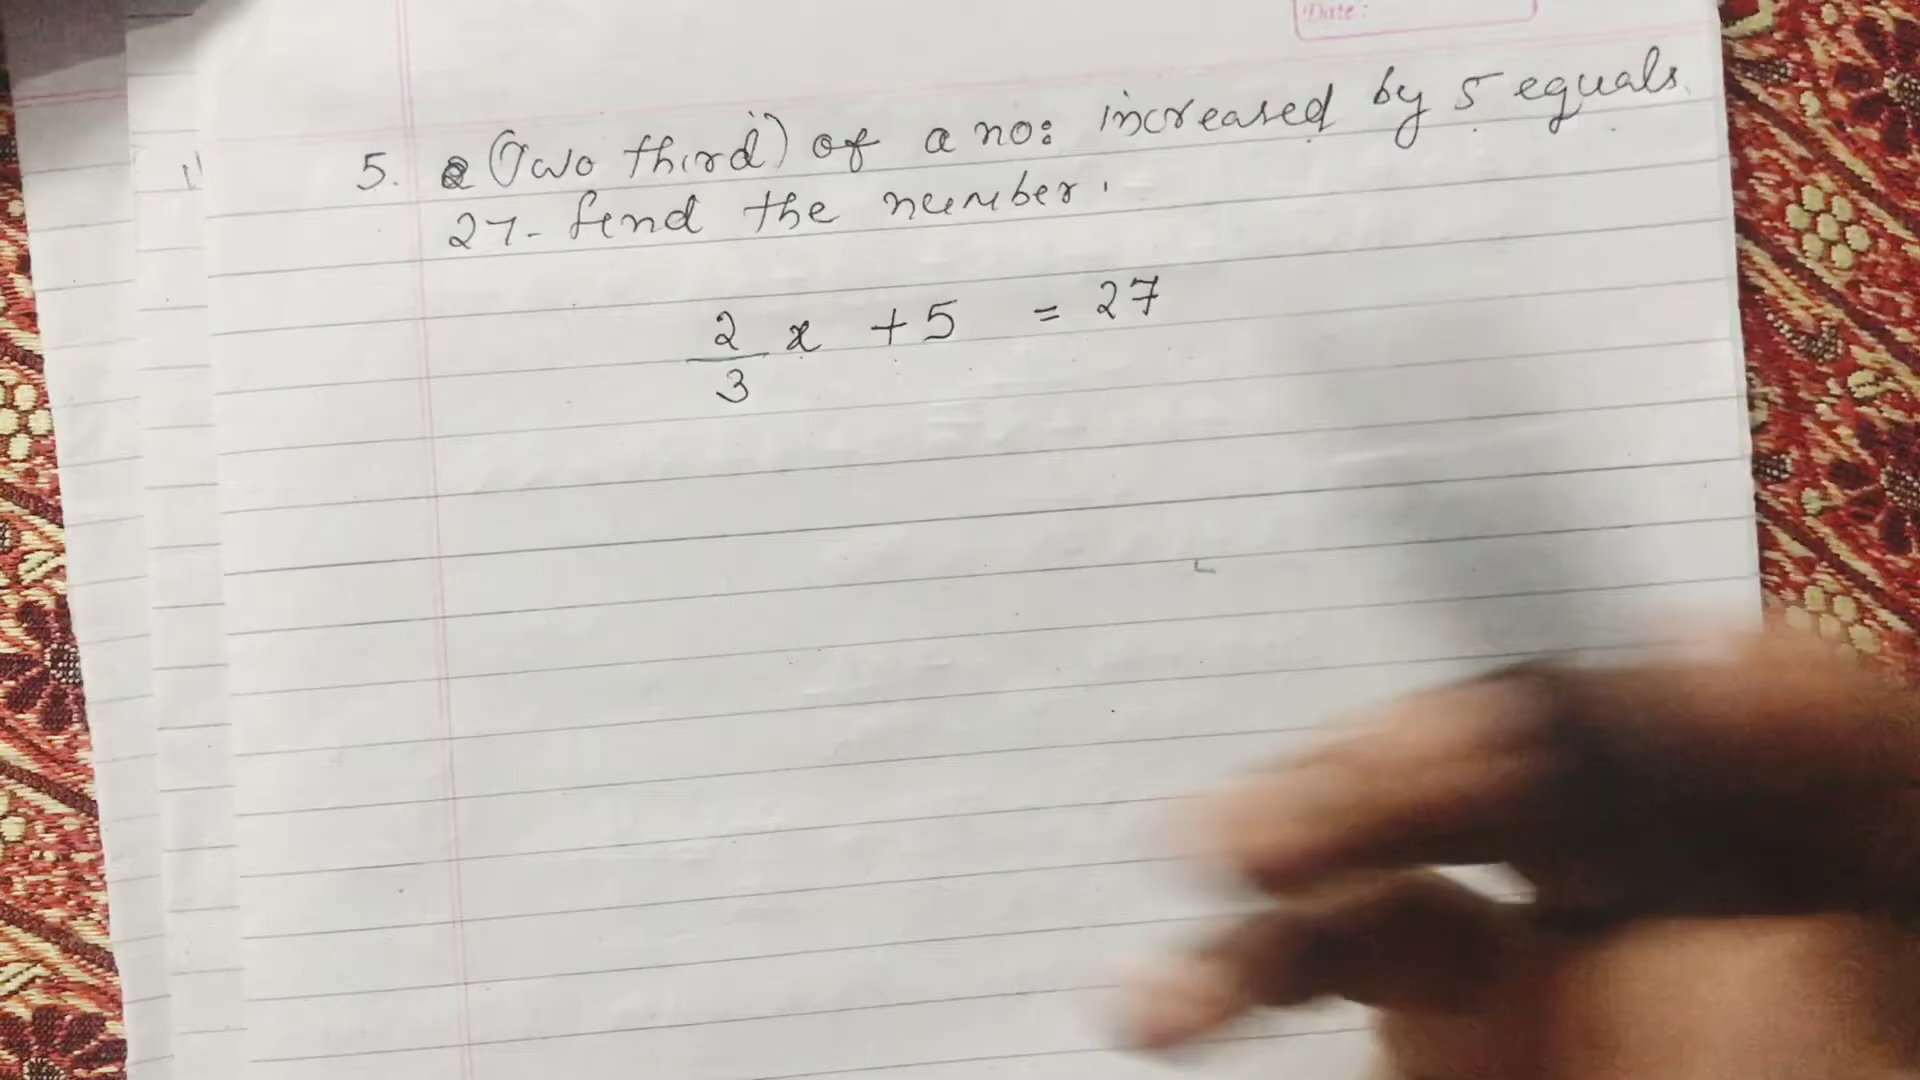 Date:
5. (Two third) of a no: increased by 5 equals
27- find the number.
2/3 x + 5 = 27